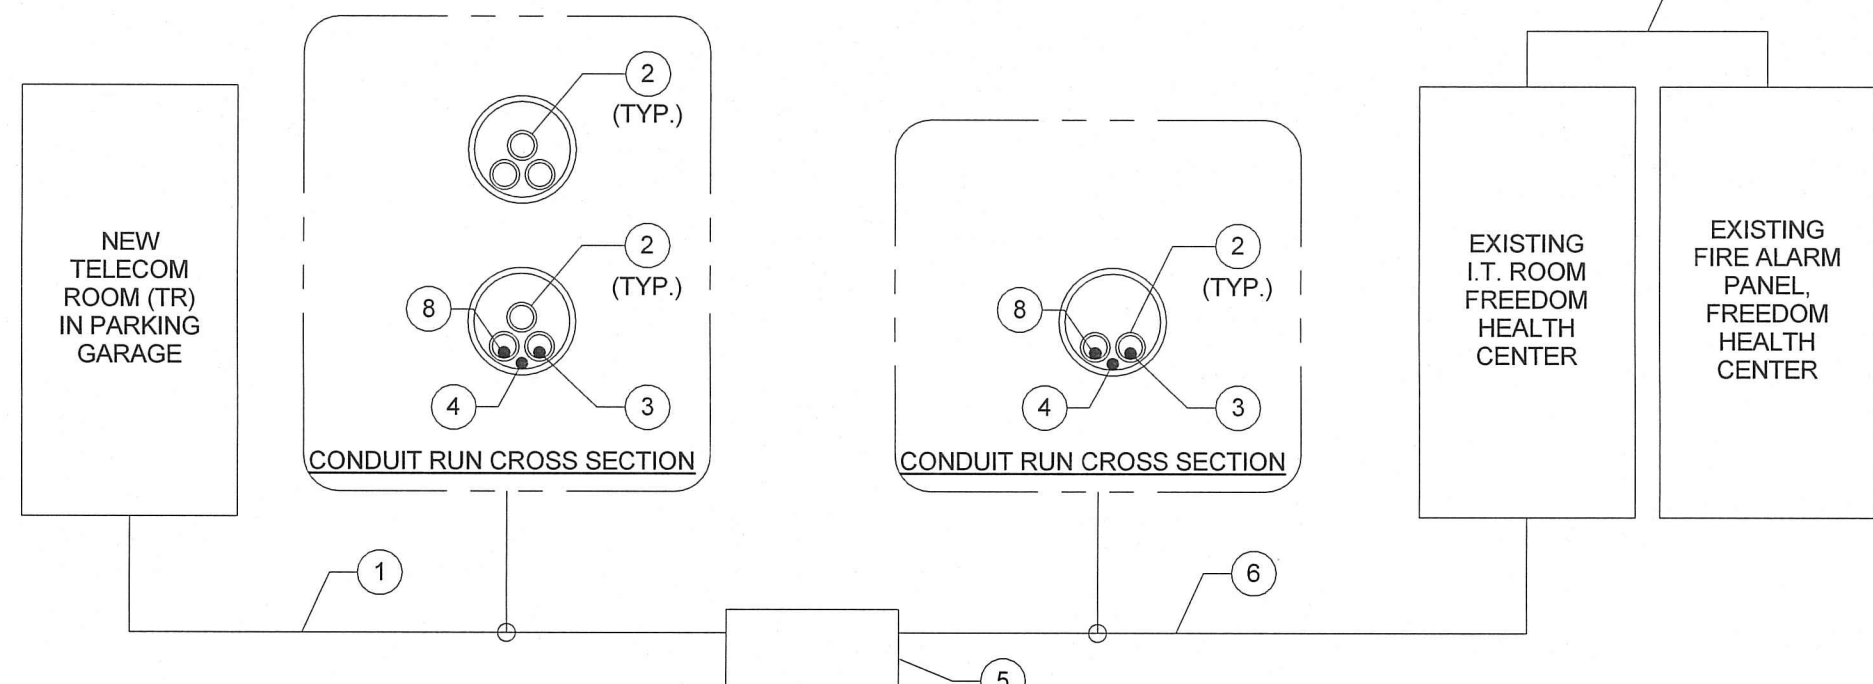 NEW
TELECOM
ROOM (TR)
IN PARKING
GARAGE
2
(TYP.)
2
(TYP.)
8
4
3
CONDUIT RUN CROSS SECTION
1
2
(TYP.)
8
4
3
CONDUIT RUN CROSS SECTION
6
5
EXISTING
I.T. ROOM
FREEDOM
HEALTH
CENTER
EXISTING
FIRE ALARM
PANEL,
FREEDOM
HEALTH
CENTER